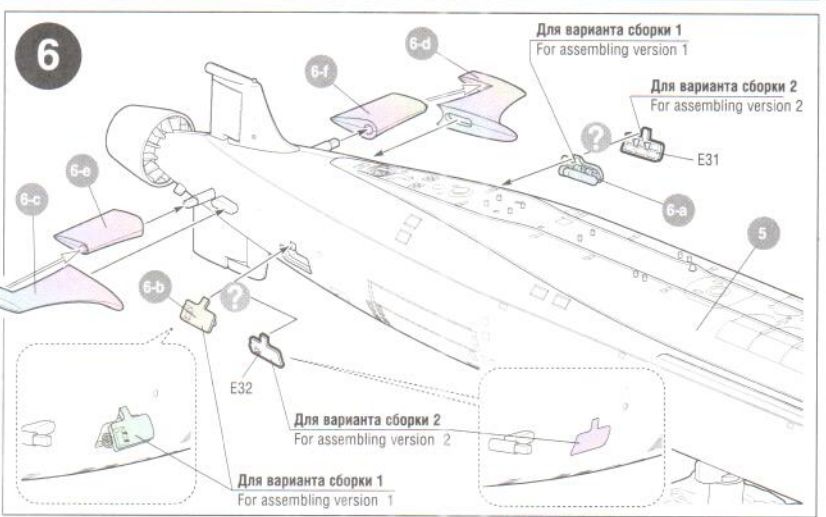 6
Для варианта сборки 1
For assembling version 1
6-d
6-f
Для варианта сборки 2
For assembling version 2
?
E31
6-e
6-a
6-c
5
6-b
?
E32
Для варианта сборки 2
For assembling version 2
Для варианта сборки 1
For assembling version 1